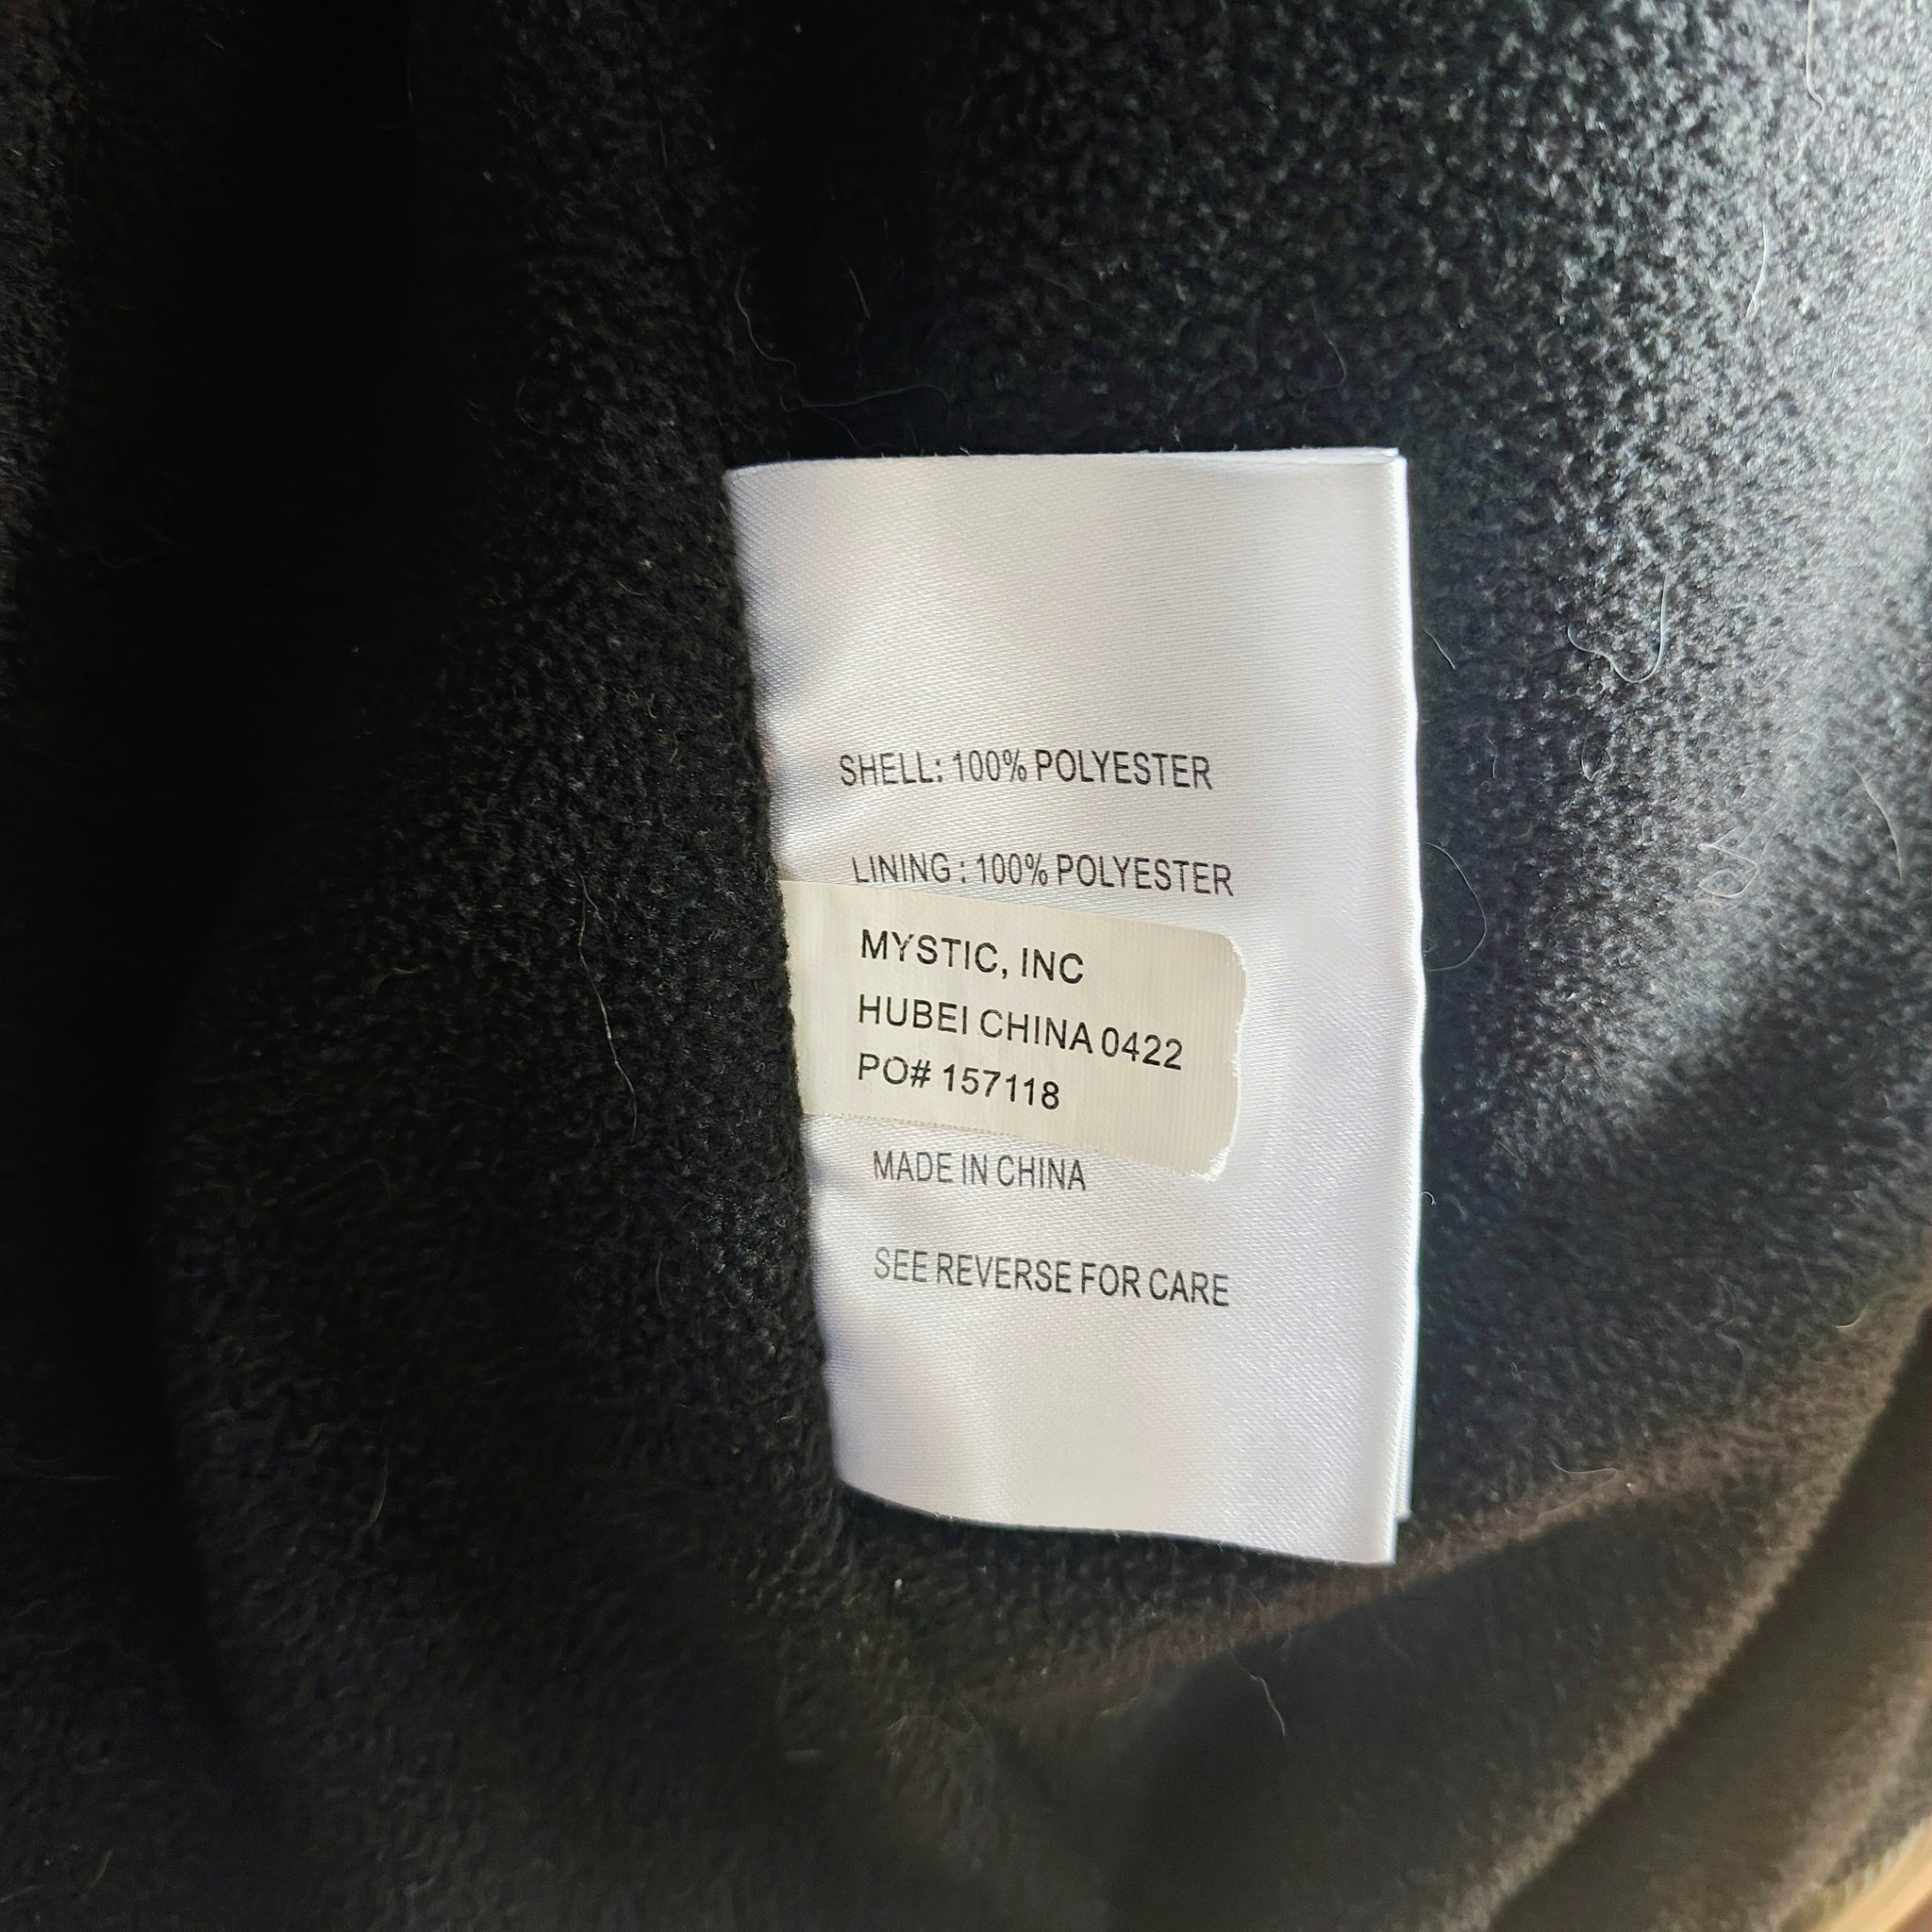 SHELL: 100% POLYESTER
LINING : 100% POLYESTER
MYSTIC, INC
HUBEI CHINA 0422
PO# 157118
MADE IN CHINA
SEE REVERSE FOR CARE